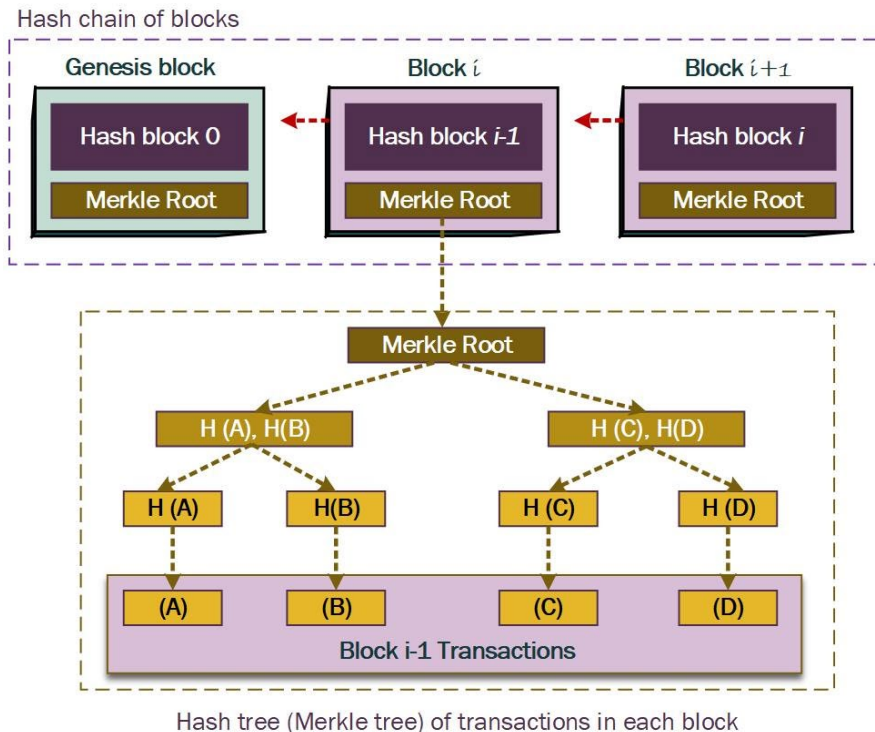 Hash chain of blocks
Genesis block
Block i
Block i+1
Hash block 0
Hash block i-1
Hash block i
Merkle Root
Merkle Root
Merkle Root
Merkle Root
H (A), H(B)
H (C), H(D)
H (A)
H(B)
H (C)
H (D)
(A)
(B)
(C)
(D)
Block i-1 Transactions
Hash tree (Merkle tree) of transactions in each block